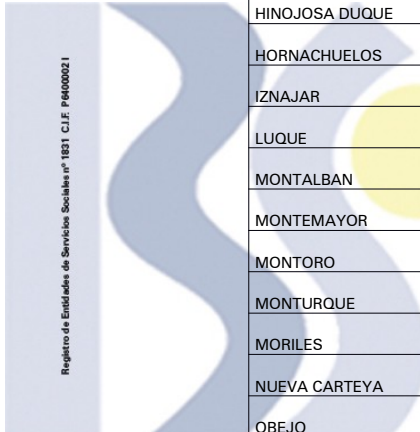 Registro de Entidades de Servicios Sociales nº 1831 C.I.F. P6400002 I
HINOJOSA DUQUE
HORNACHUELOS
IZNAJAR
LUQUE
MONTALBAN
MONTEMAYOR
MONTORO
MONTURQUE
MORILES
NUEVA CARTEYA
OBEJO